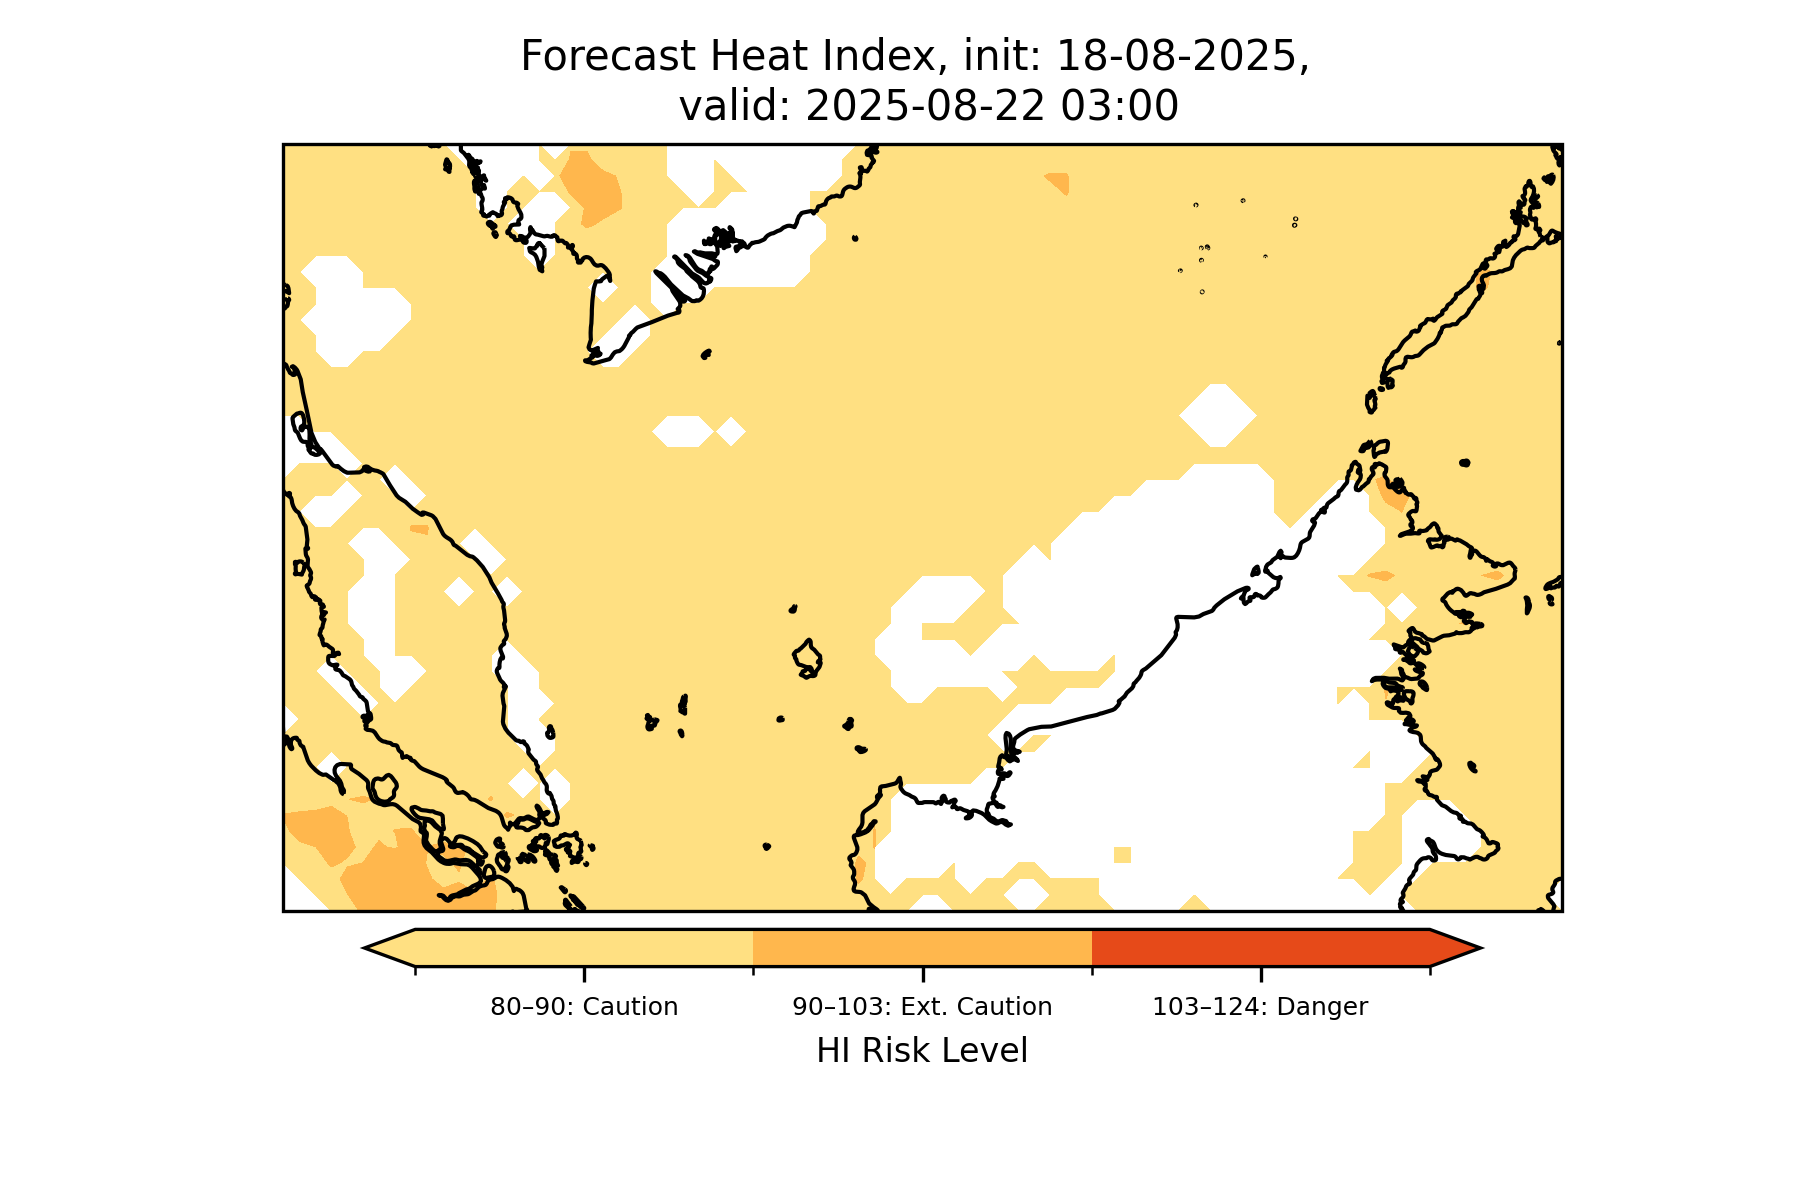 Forecast Heat Index, init: 18-08-2025,
valid: 2025-08-22 03:00
80–90: Caution
90–103: Ext. Caution
103–124: Danger
HI Risk Level